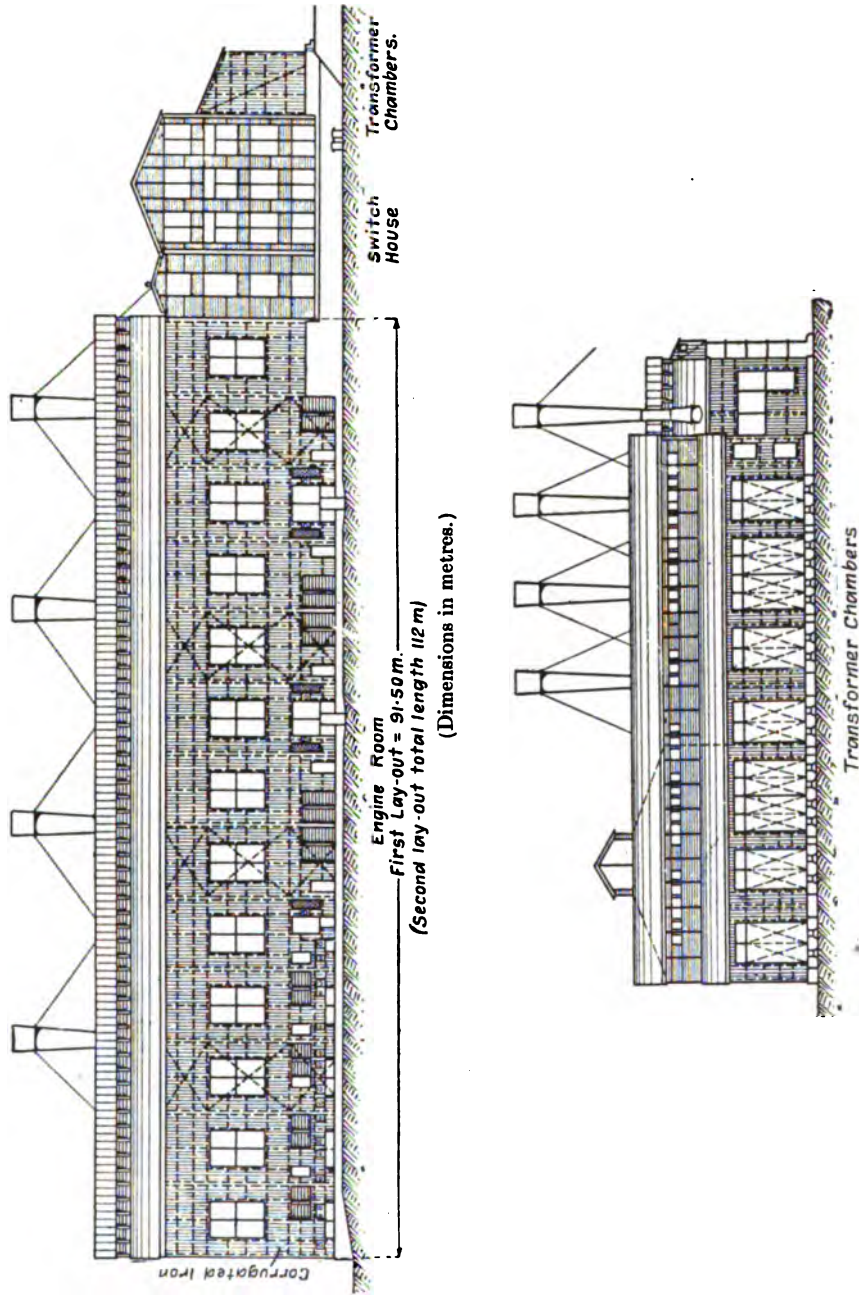 Corrugated Iron
Engine Room
First Lay-out = 91·50m.
(Second lay-out total length 112 m)
Switch
House
Transformer
Chambers.
(Dimensions in metres.)
Transformer Chambers